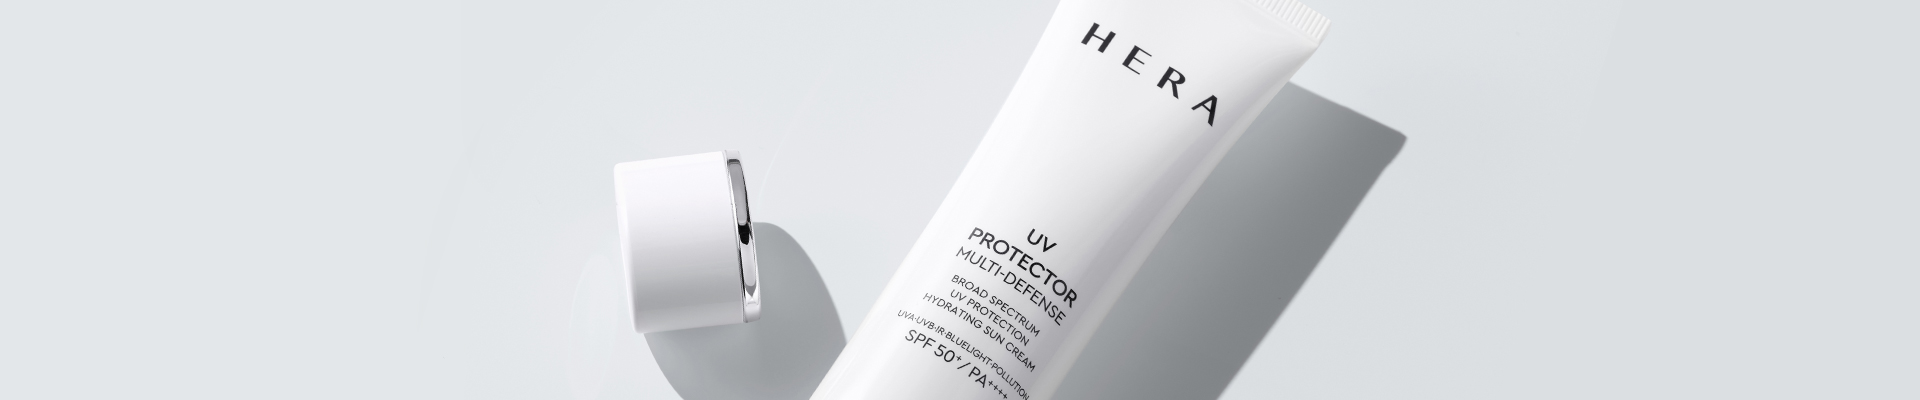 HERA
UV
PROTECTOR
MULTI-DEFENSE
BROAD SPECTRUM
UV PROTECTION
HYDRATING SUN CREAM
UVA·UVB·IR·BLUELIGHT·POLLUTION
SPF 50+ / PA++++